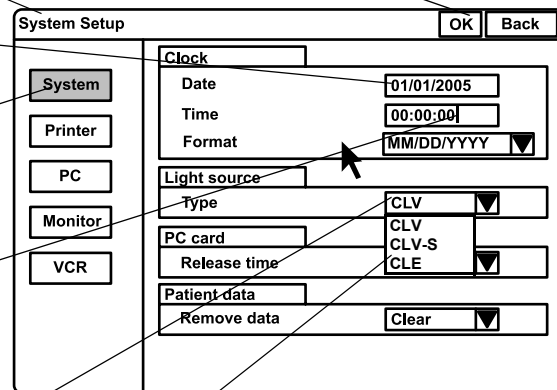 System Setup OK Back
Clock
System Date 01/01/2005
Time 00:00:00
Printer Format MM/DD/YYYY
PC Light source
Type CLV
Monitor CLV
PC card CLV-S
VCR Release time CLE
Patient data
Remove data Clear